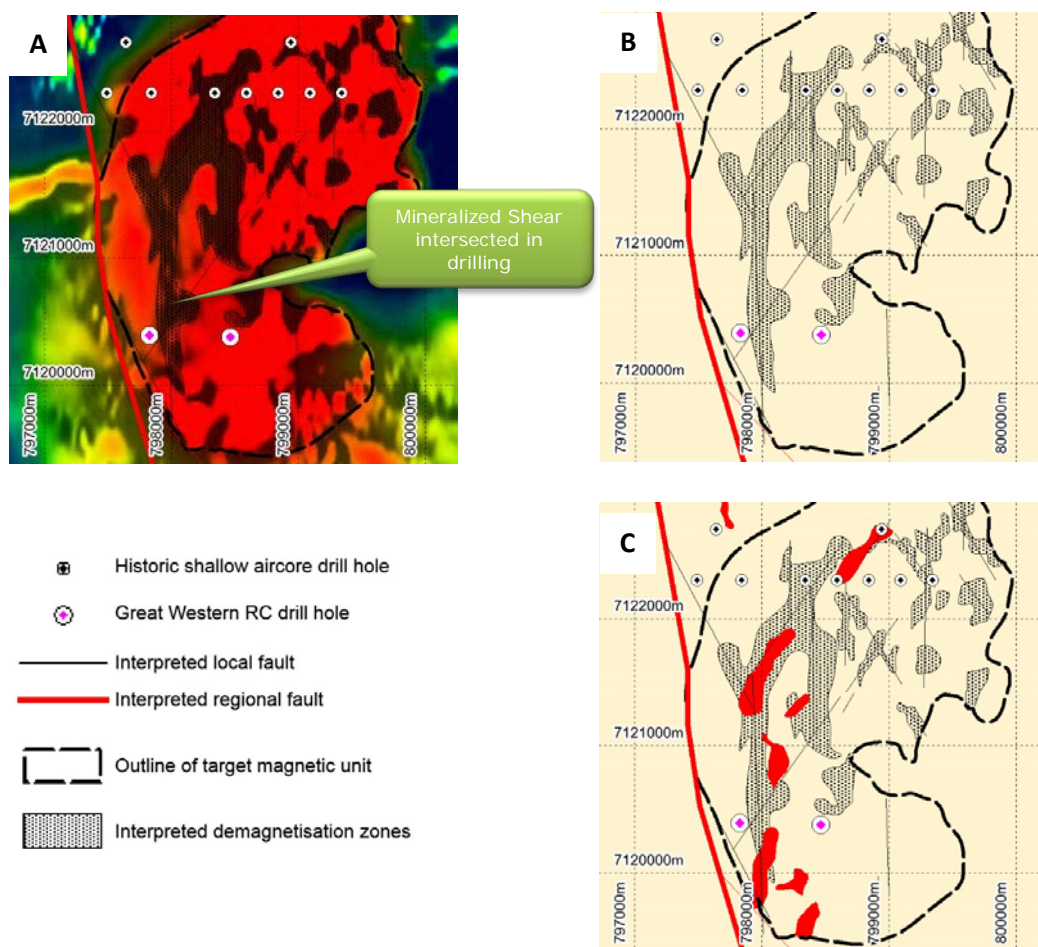 A
7122000m
7121000m
7120000m
797000m
798000m
799000m
800000m
Mineralized Shear
intersected in
drilling
B
7122000m
7121000m
7120000m
797000m
798000m
799000m
800000m
Historic shallow aircore drill hole
Great Western RC drill hole
Interpreted local fault
Interpreted regional fault
Outline of target magnetic unit
Interpreted demagnetisation zones
C
7122000m
7121000m
7120000m
797000m
798000m
799000m
800000m